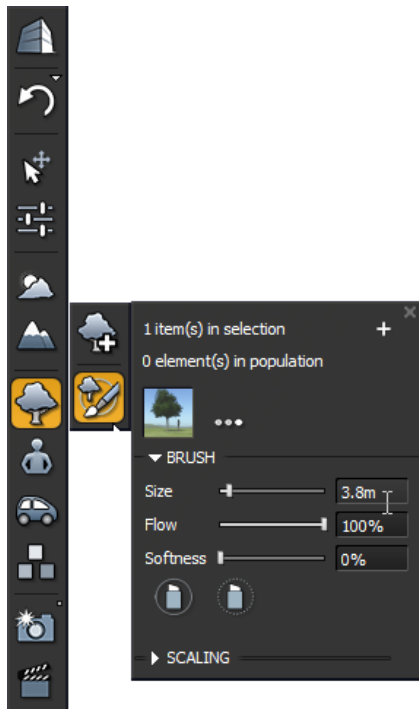 1 item(s) in selection
0 element(s) in population
BRUSH
Size 3.8m
Flow 100%
Softness 0%
SCALING